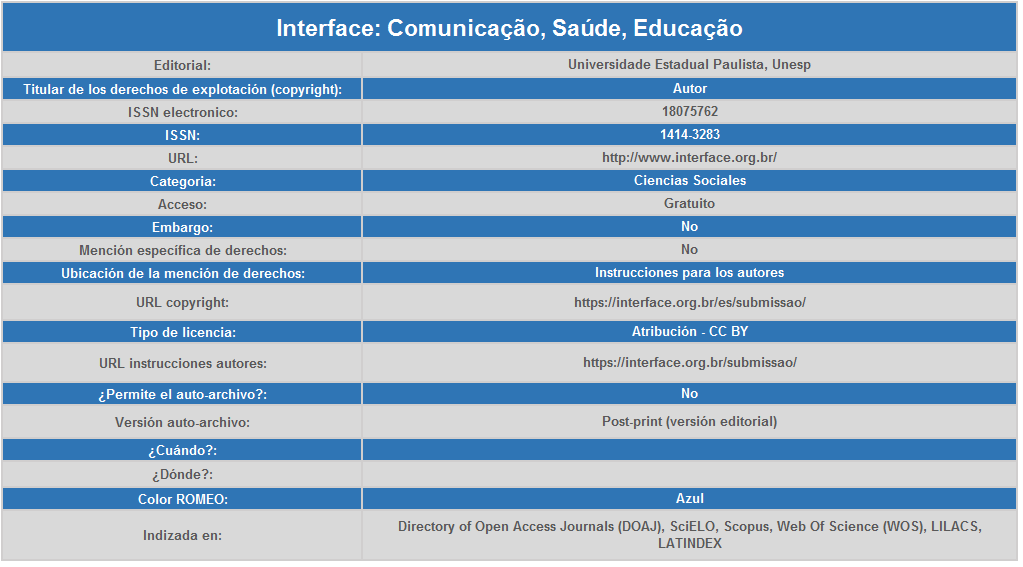 Interface: Comunicação, Saúde, Educação
Editorial: Universidade Estadual Paulista, Unesp
Titular de los derechos de explotación (copyright): Autor
ISSN electronico: 18075762
ISSN: 1414-3283
URL: http://www.interface.org.br/
Categoria: Ciencias Sociales
Acceso: Gratuito
Embargo: No
Mención específica de derechos: No
Ubicación de la mención de derechos: Instrucciones para los autores
URL copyright: https://interface.org.br/es/submissao/
Tipo de licencia: Atribución - CC BY
URL instrucciones autores: https://interface.org.br/submissao/
¿Permite el auto-archivo?: No
Versión auto-archivo: Post-print (versión editorial)
¿Cuándo?:
¿Dónde?:
Color ROMEO: Azul
Indizada en: Directory of Open Access Journals (DOAJ), SciELO, Scopus, Web Of Science (WOS), LILACS,
LATINDEX